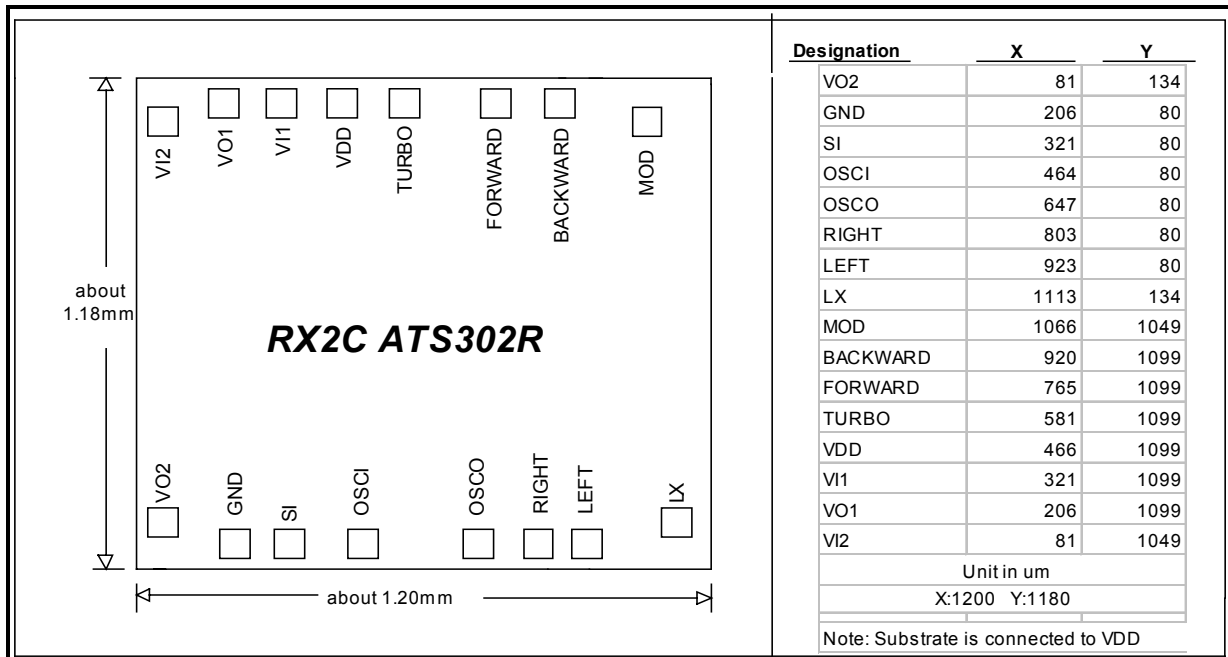 VI2
VO1
VI1
VDD
TURBO
FORWARD
BACKWARD
MOD
about
1.18mm
RX2C ATS302R
VO2
GND
SI
OSCI
OSCO
RIGHT
LEFT
LX
about 1.20mm
Designation X Y
VO2 81 134
GND 206 80
SI 321 80
OSCI 464 80
OSCO 647 80
RIGHT 803 80
LEFT 923 80
LX 1113 134
MOD 1066 1049
BACKWARD 920 1099
FORWARD 765 1099
TURBO 581 1099
VDD 466 1099
VI1 321 1099
VO1 206 1099
VI2 81 1049
Unit in um
X:1200 Y:1180
Note: Substrate is connected to VDD